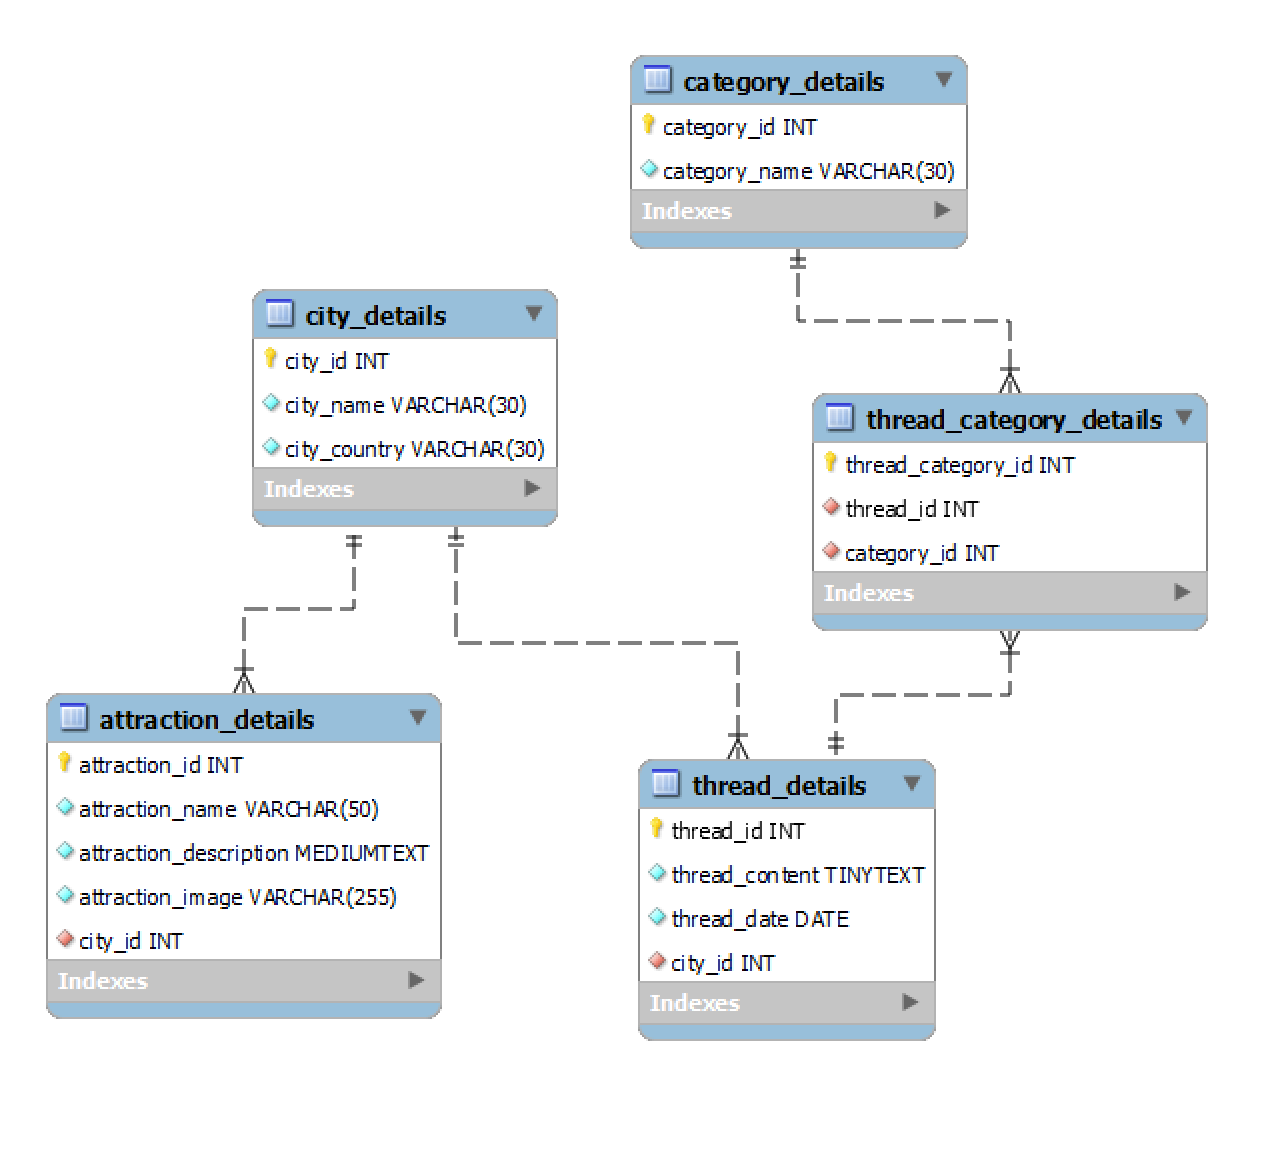 category_details
category_id INT
category_name VARCHAR(30)
Indexes
city_details
city_id INT
city_name VARCHAR(30)
city_country VARCHAR(30)
Indexes
thread_category_details
thread_category_id INT
thread_id INT
category_id INT
Indexes
attraction_details
attraction_id INT
attraction_name VARCHAR(50)
attraction_description MEDIUMTEXT
attraction_image VARCHAR(255)
city_id INT
Indexes
thread_details
thread_id INT
thread_content TINYTEXT
thread_date DATE
city_id INT
Indexes